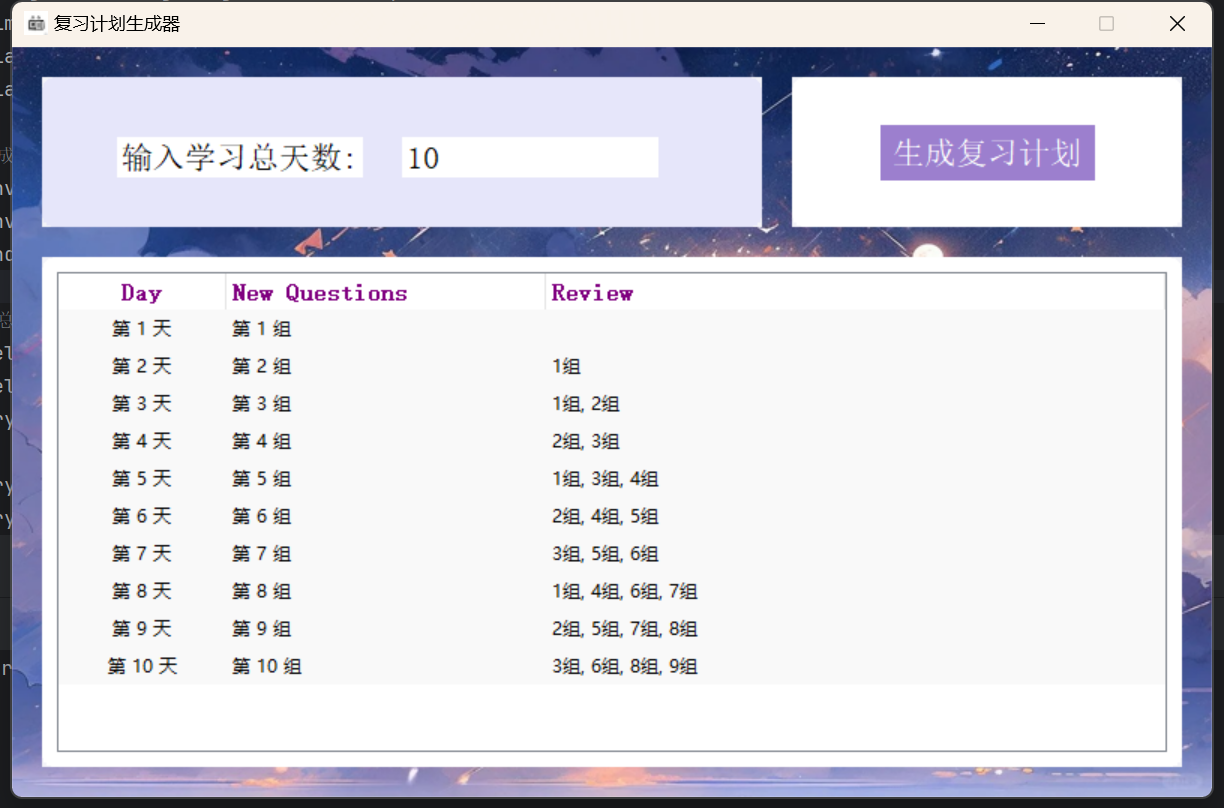 复习计划生成器
输入学习总天数: 10 生成复习计划
Day New Questions Review
第 1 天 第 1 组
第 2 天 第 2 组 1组
第 3 天 第 3 组 1组, 2组
第 4 天 第 4 组 2组, 3组
第 5 天 第 5 组 1组, 3组, 4组
第 6 天 第 6 组 2组, 4组, 5组
第 7 天 第 7 组 3组, 5组, 6组
第 8 天 第 8 组 1组, 4组, 6组, 7组
第 9 天 第 9 组 2组, 5组, 7组, 8组
第 10 天 第 10 组 3组, 6组, 8组, 9组